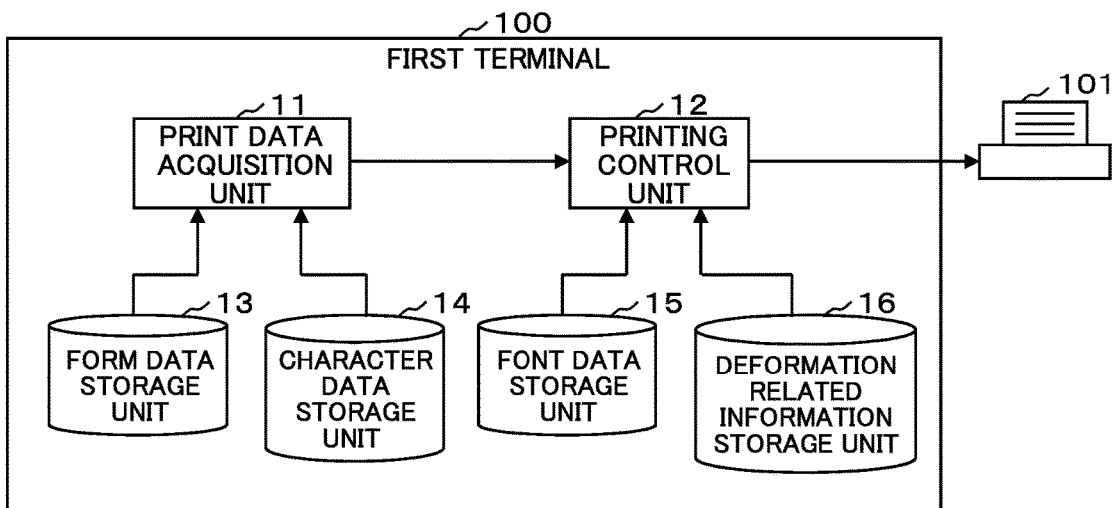 100
FIRST TERMINAL
101
11
PRINT DATA
ACQUISITION
UNIT
12
PRINTING
CONTROL
UNIT
13
FORM DATA
STORAGE
UNIT
14
CHARACTER
DATA
STORAGE
UNIT
15
FONT DATA
STORAGE
UNIT
16
DEFORMATION
RELATED
INFORMATION
STORAGE UNIT